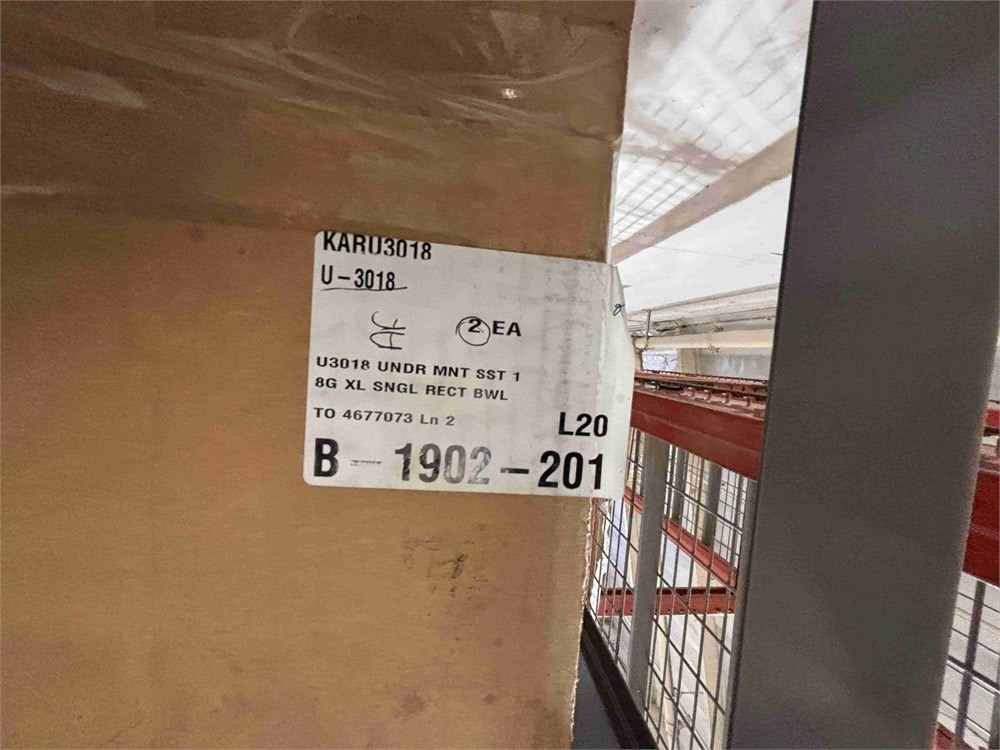 KARU3018
U-3018
2 EA
U3018 UNDR MNT SST 1
8G XL SNGL RECT BWL
TO 4677073 Ln 2
L20
B-1902-201